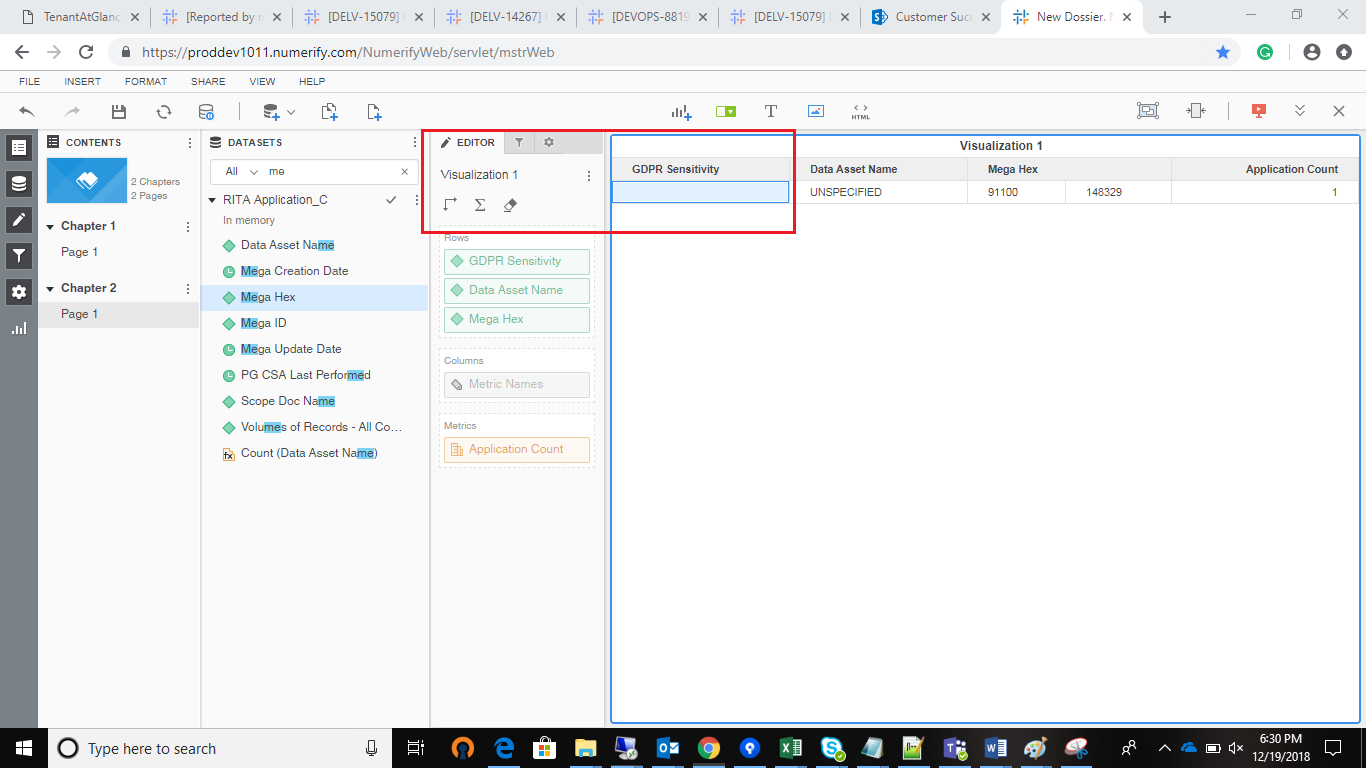 TenantAtGlanc
[Reported by n
[DELV-15079] I
[DELV-14267] I
[DEVOPS-8819
[DELV-15079] I
Customer Succ
New Dossier. N
https://proddev1011.numerify.com/NumerifyWeb/servlet/mstrWeb
FILE INSERT FORMAT SHARE VIEW HELP
HTML
CONTENTS
2 Chapters
2 Pages
Chapter 1
Page 1
Chapter 2
Page 1
DATASETS
All me
RITA Application_C
In memory
Data Asset Name
Mega Creation Date
Mega Hex
Mega ID
Mega Update Date
PG CSA Last Performed
Scope Doc Name
Volumes of Records - All Co...
fx Count (Data Asset Name)
EDITOR
Visualization 1
Rows
GDPR Sensitivity
Data Asset Name
Mega Hex
Columns
Metric Names
Metrics
Application Count
Visualization 1
GDPR Sensitivity Data Asset Name Mega Hex Application Count
UNSPECIFIED 91100 148329 1
Type here to search
6:30 PM
12/19/2018